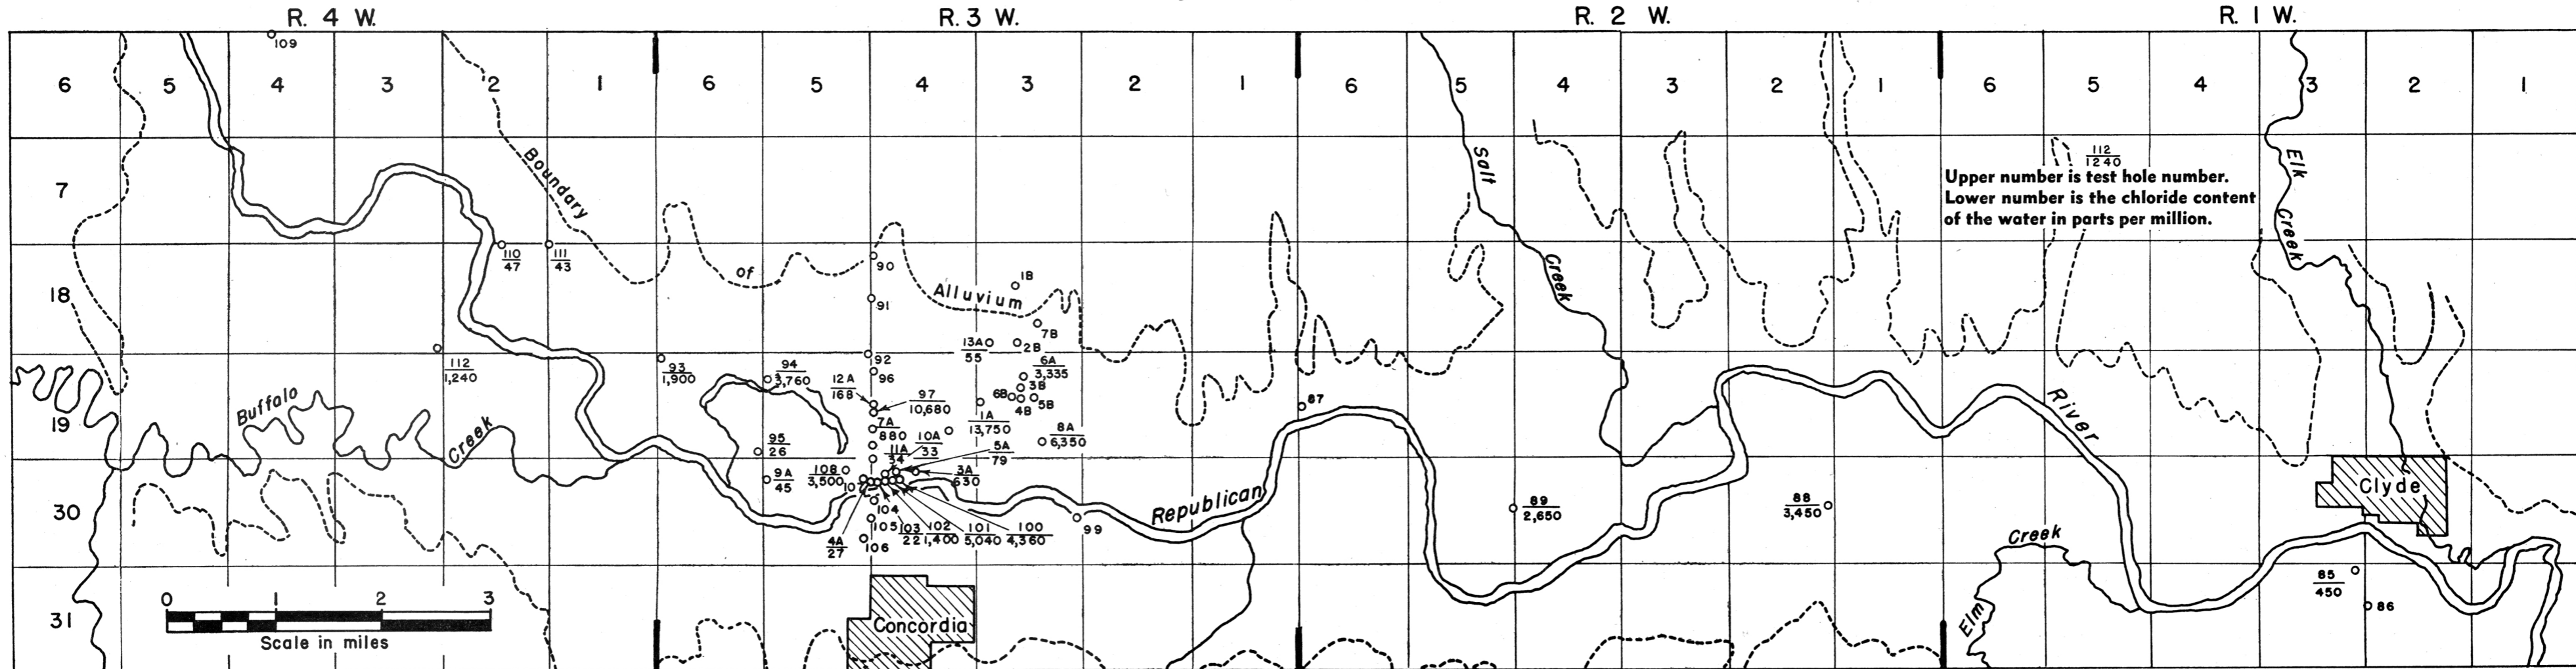 R. 4 W. R. 3 W. R. 2 W. R. 1 W.
109
6 5 4 3 2 1 6 5 4 3 2 1 6 5 4 3 2 1 6 5 4 3 2 1
Boundary
of
Alluvium
Salt
Creek
Elk
Creek
112
1240
Upper number is test hole number.
Lower number is the chloride content
of the water in parts per million.
7
18
19
30
31
110
47
111
43
90
91
92
96
1B
7B
2B
13A
55
6A
3,335
3B
6B
4B
5B
112
1,240
93
1,900
94
3,760
12A
168
97
10,680
1A
13,750
8A
6,350
7A
880
10A
33
11A
34
5A
79
3A
630
95
26
9A
45
108
3,500
10
104
105
106
4A
27
103
22
102
1,400
101
5,040
100
4,360
99
87
89
2,650
88
3,450
85
450
86
Buffalo
Creek
Republican
River
Elm
Creek
Clyde
Concordia
0 1 2 3
Scale in miles